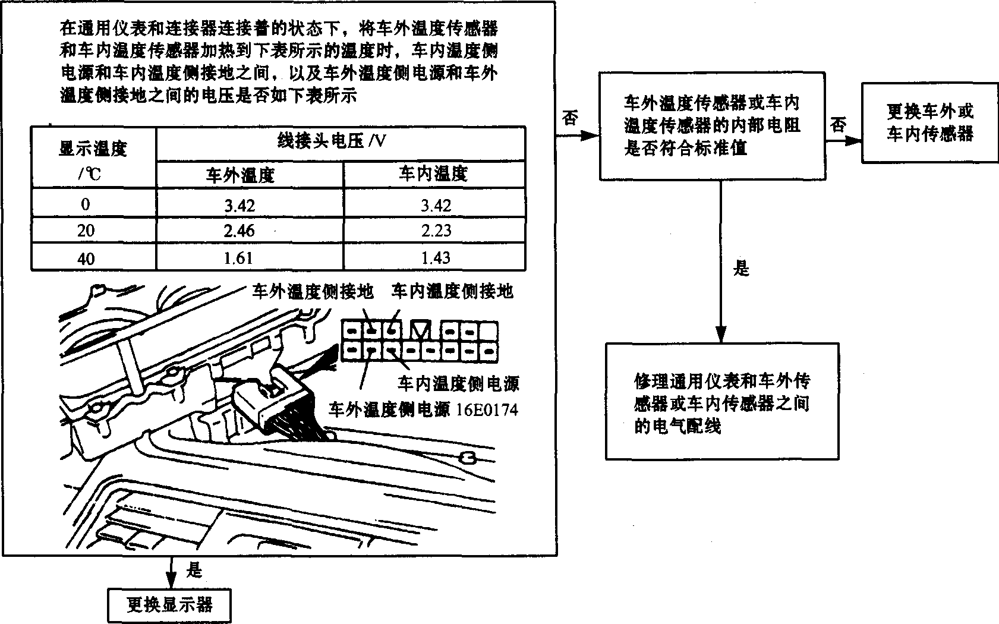 在通用仪表和连接器连接普的状态下，将车外温度传感器
和车内温度传感器加热到下表所示的温度时，车内温度侧
电源和车内温度侧接地之间，以及车外温度侧电源和车外
温度侧接地之间的电压是否如下表所示
显示温度
/℃
线接头电压/V
车外温度
车内温度
0
3.42
3.42
20
2.46
2.23
40
1.61
1.43
车外温度侧接地
车内温度侧接地
车内温度侧电源
车外温度侧电源 16E0174
否
车外温度传感器或车内
温度传感器的内部电阻
是否符合标准值
否
更换车外或
车内传感器
是
修理通用仪表和车外传
感器或车内传感器之间
的电气配线
是
更换显示器